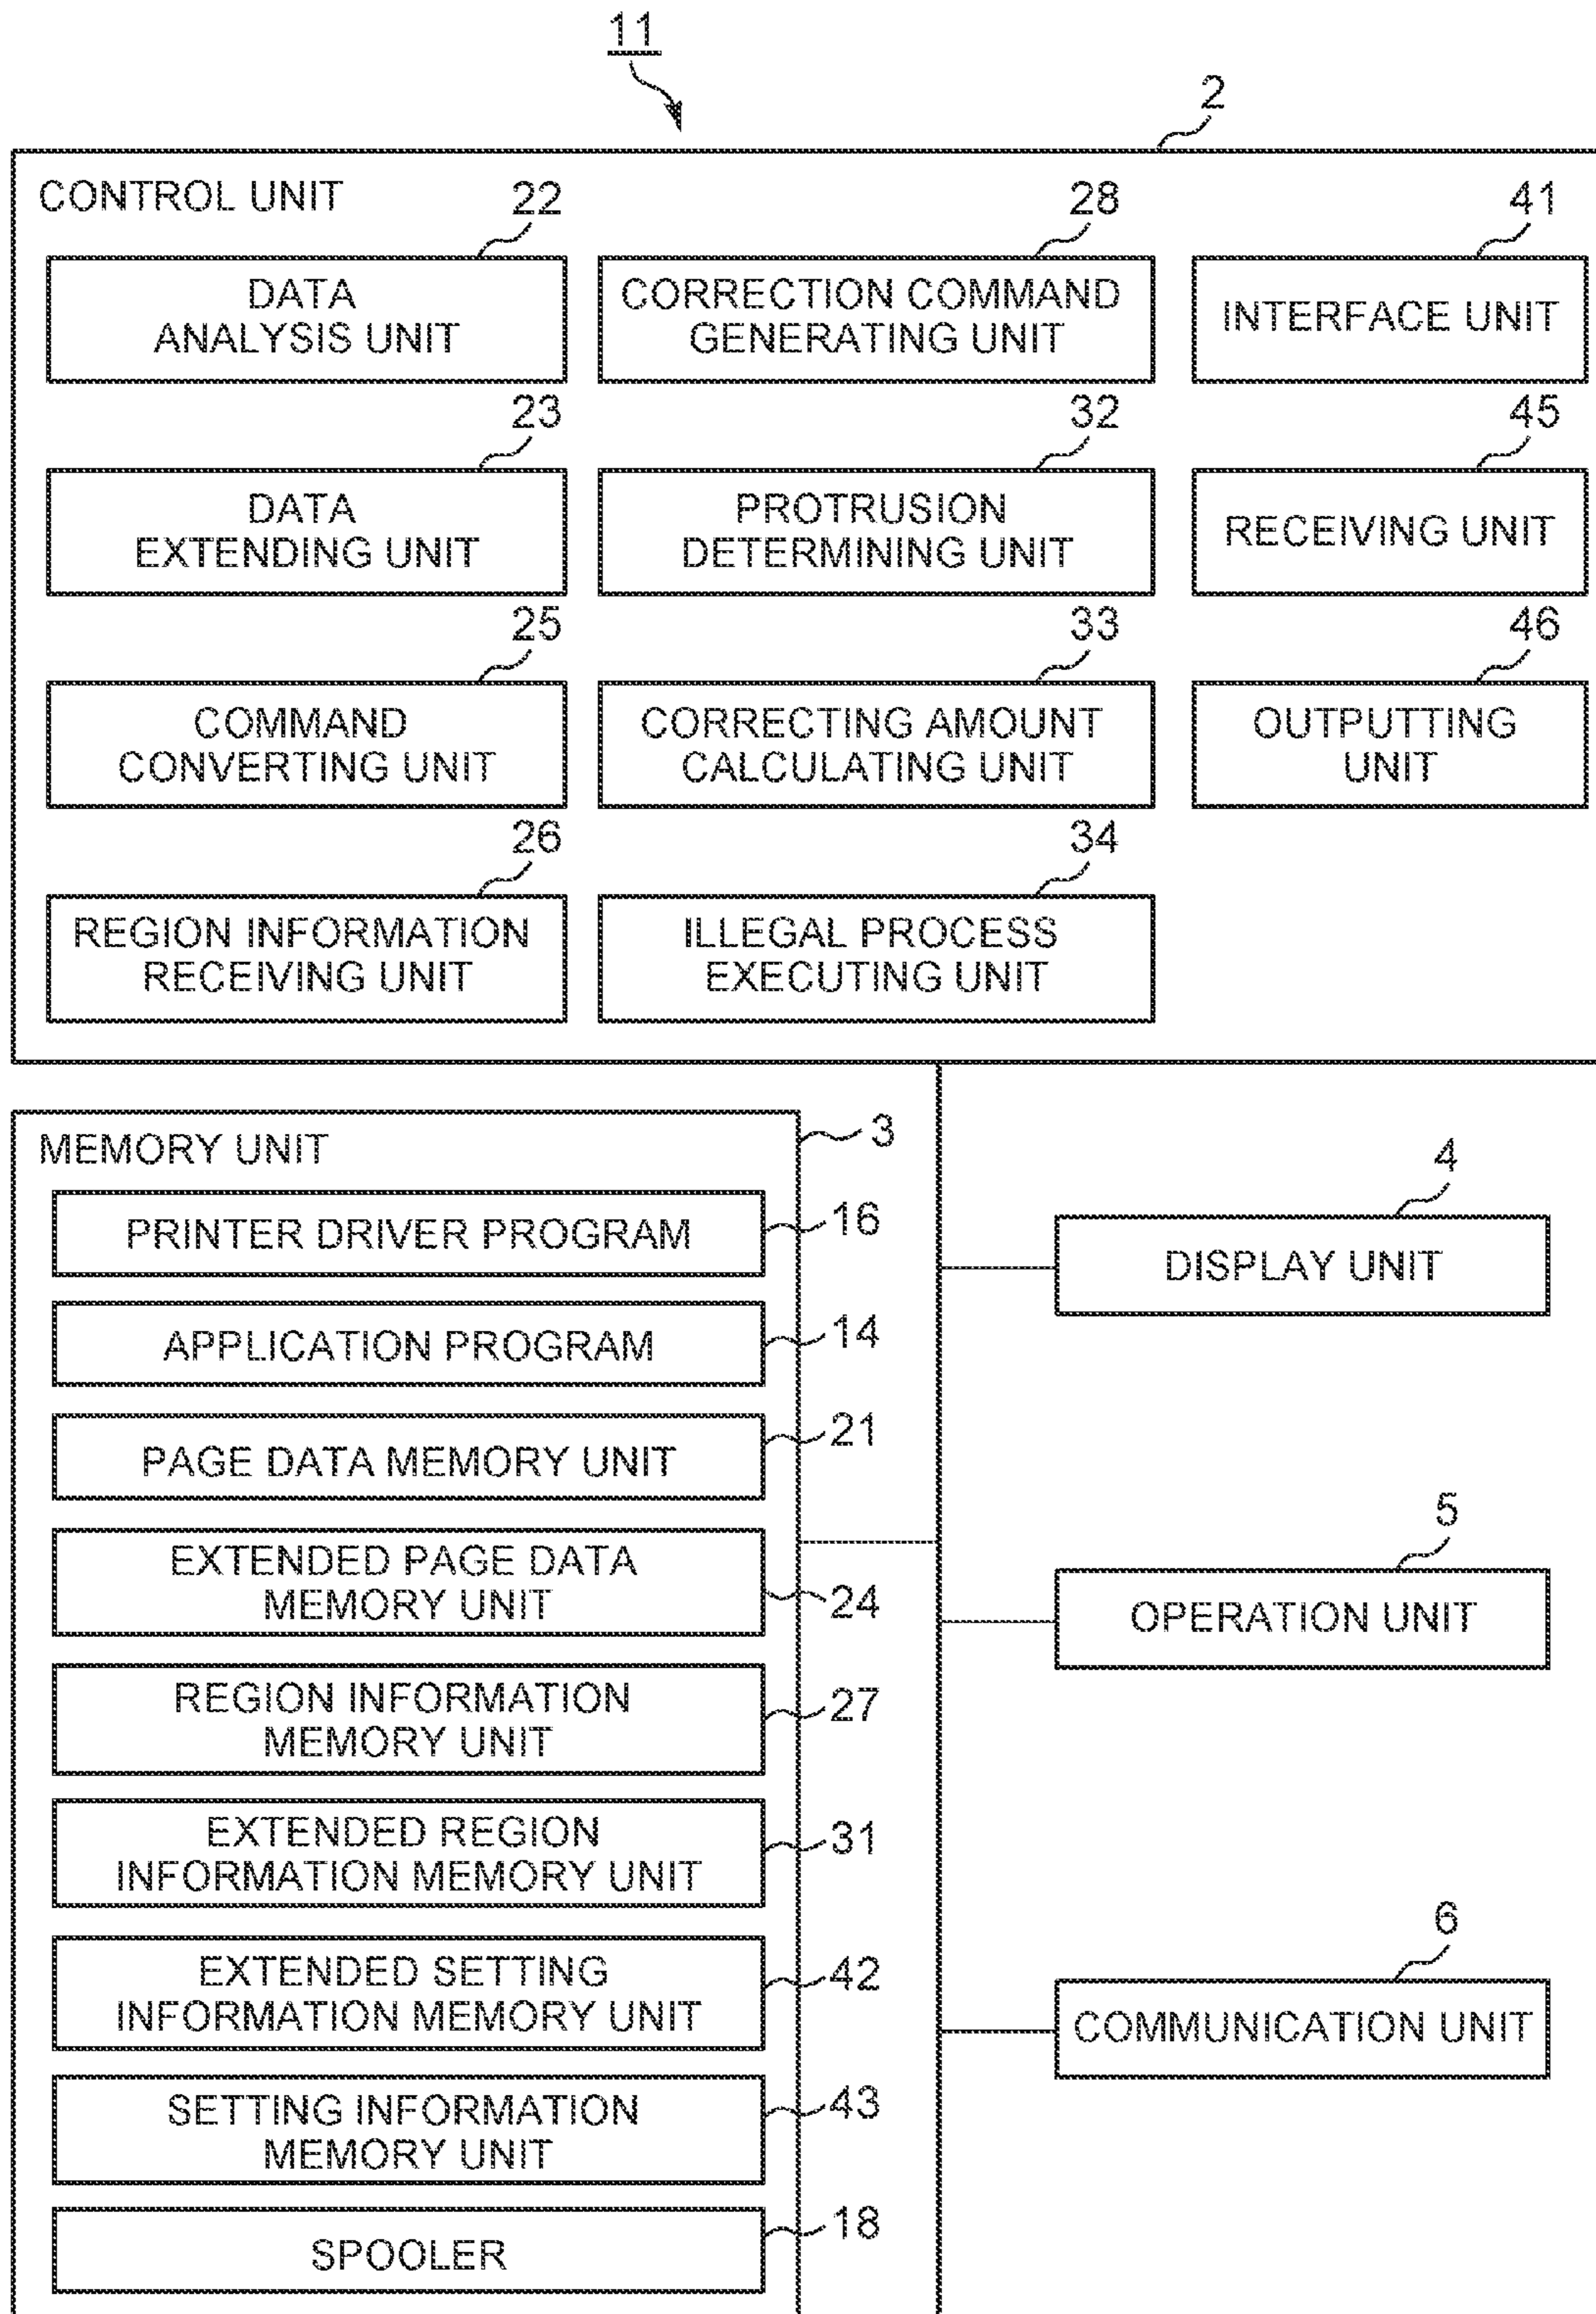 11
2
CONTROL UNIT
22
28
41
DATA
ANALYSIS UNIT
CORRECTION COMMAND
GENERATING UNIT
INTERFACE UNIT
23
32
45
DATA
EXTENDING UNIT
PROTRUSION
DETERMINING UNIT
RECEIVING UNIT
25
33
46
COMMAND
CONVERTING UNIT
CORRECTING AMOUNT
CALCULATING UNIT
OUTPUTTING
UNIT
26
34
REGION INFORMATION
RECEIVING UNIT
ILLEGAL PROCESS
EXECUTING UNIT
MEMORY UNIT
3
PRINTER DRIVER PROGRAM
16
APPLICATION PROGRAM
14
PAGE DATA MEMORY UNIT
21
EXTENDED PAGE DATA
MEMORY UNIT
24
REGION INFORMATION
MEMORY UNIT
27
EXTENDED REGION
INFORMATION MEMORY UNIT
31
EXTENDED SETTING
INFORMATION MEMORY UNIT
42
SETTING INFORMATION
MEMORY UNIT
43
SPOOLER
18
4
DISPLAY UNIT
5
OPERATION UNIT
6
COMMUNICATION UNIT